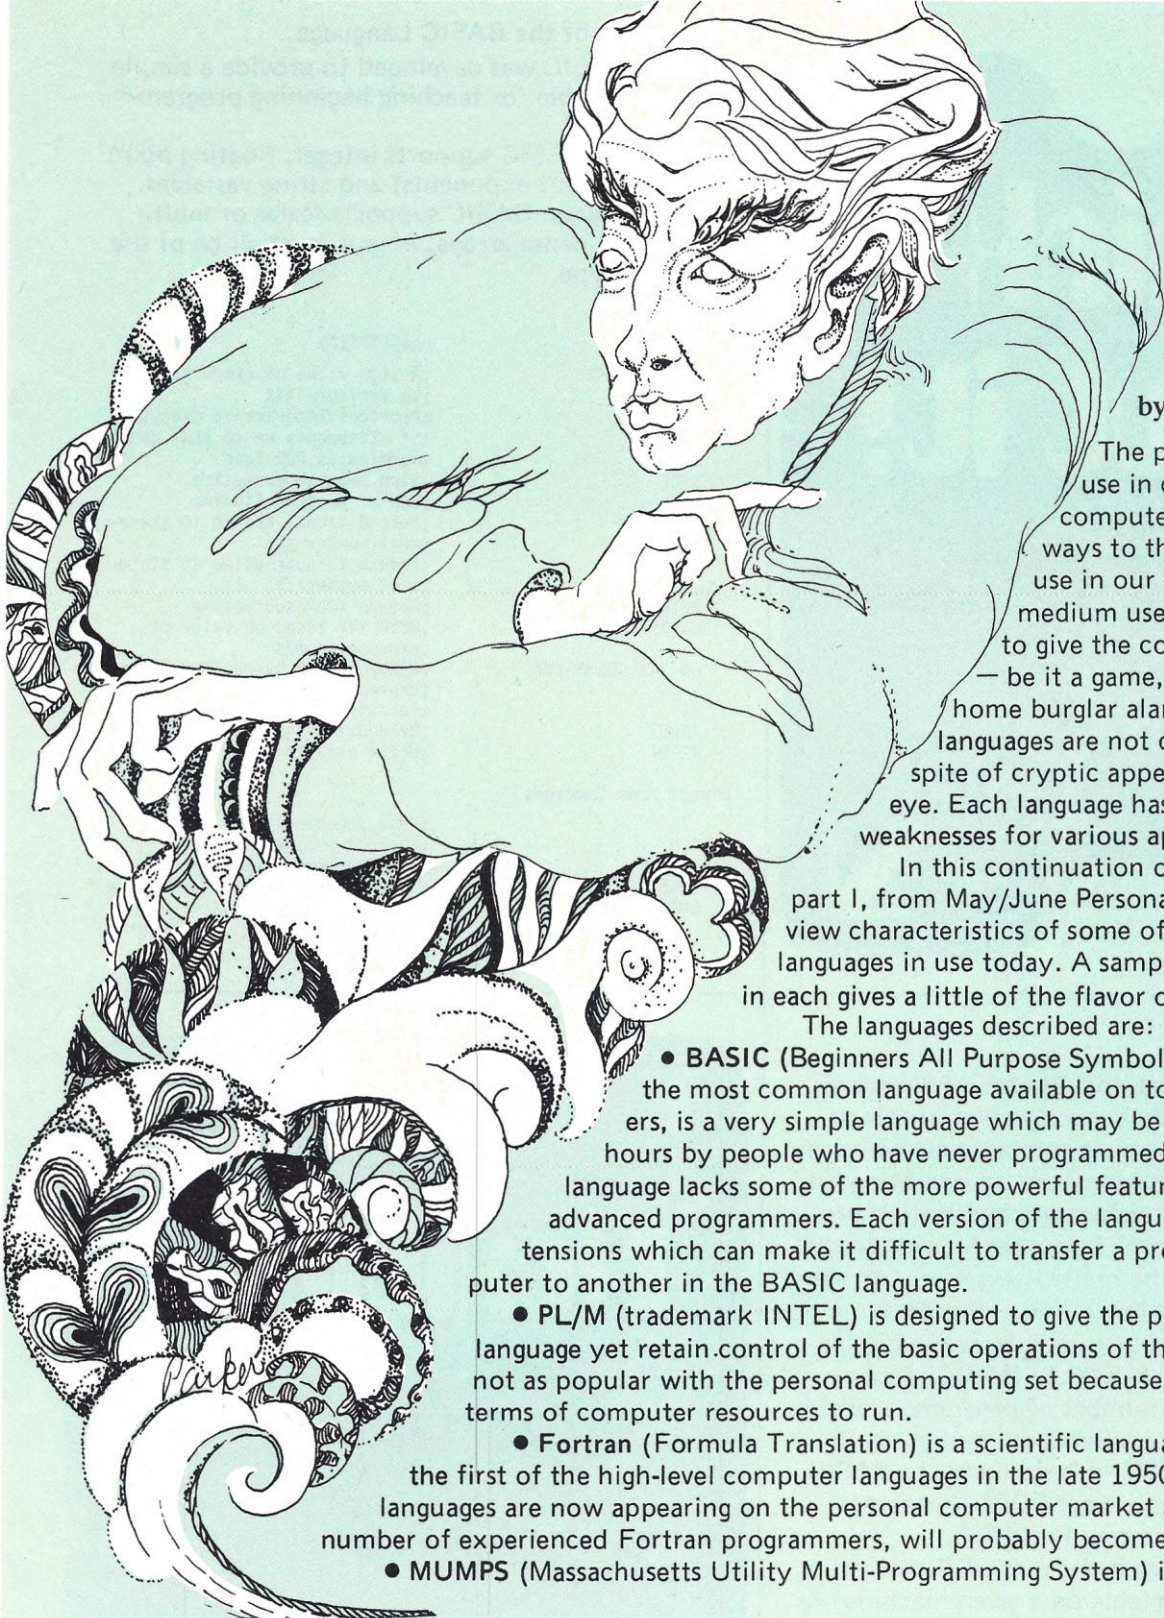 by
The p
use in c
compute
ways to th
use in our
medium use
to give the co
— be it a game,
home burglar alar
languages are not c
spite of cryptic appe
eye. Each language has
weaknesses for various ap
In this continuation o
part I, from May/June Persona
view characteristics of some of
languages in use today. A samp
in each gives a little of the flavor o
The languages described are:
● BASIC (Beginners All Purpose Symbol
the most common language available on to
ers, is a very simple language which may be
hours by people who have never programmed
language lacks some of the more powerful featur
advanced programmers. Each version of the langu
tensions which can make it difficult to transfer a pro
puter to another in the BASIC language.
● PL/M (trademark INTEL) is designed to give the p
language yet retain control of the basic operations of th
not as popular with the personal computing set because
terms of computer resources to run.
● Fortran (Formula Translation) is a scientific langua
the first of the high-level computer languages in the late 1950
languages are now appearing on the personal computer market
number of experienced Fortran programmers, will probably become
● MUMPS (Massachusetts Utility Multi-Programming System) i
Parker